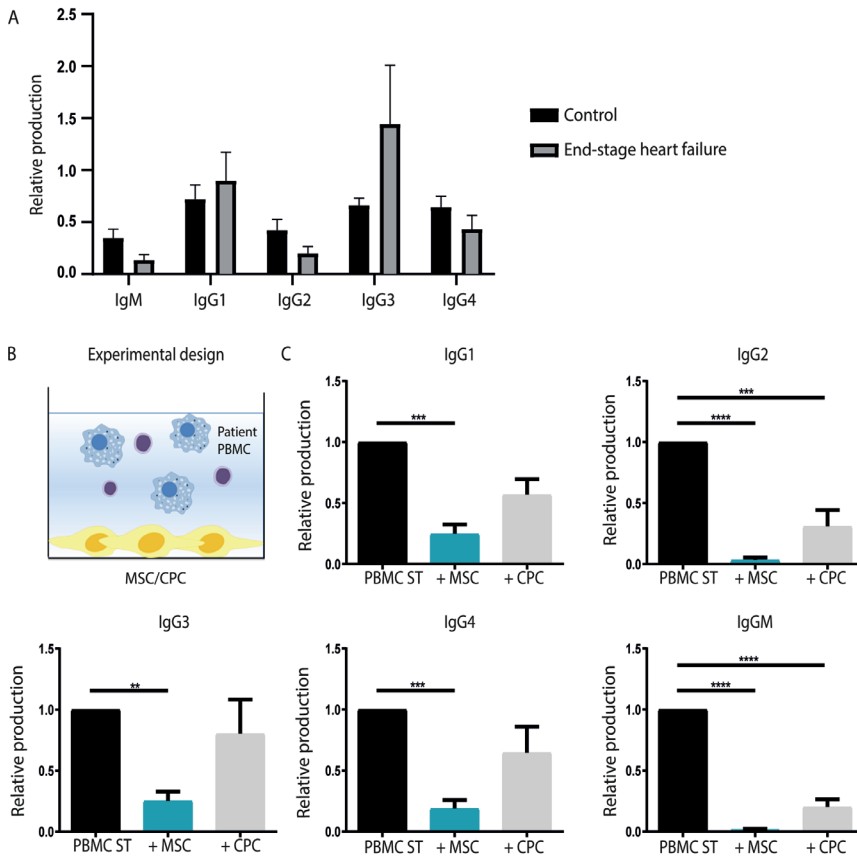 A
2.5
2.0
1.5
1.0
0.5
0.0
Relative production
IgM IgG1 IgG2 IgG3 IgG4
Control
End-stage heart failure
B
Experimental design
Patient
PBMC
MSC/CPC
C
IgG1
1.5
1.0
0.5
0.0
Relative production
***
PBMC ST + MSC + CPC
IgG2
1.5
1.0
0.5
0.0
Relative production
***
****
PBMC ST + MSC + CPC
IgG3
1.5
1.0
0.5
0.0
Relative production
**
PBMC ST + MSC + CPC
IgG4
1.5
1.0
0.5
0.0
Relative production
***
PBMC ST + MSC + CPC
IgGM
1.5
1.0
0.5
0.0
Relative production
****
****
PBMC ST + MSC + CPC